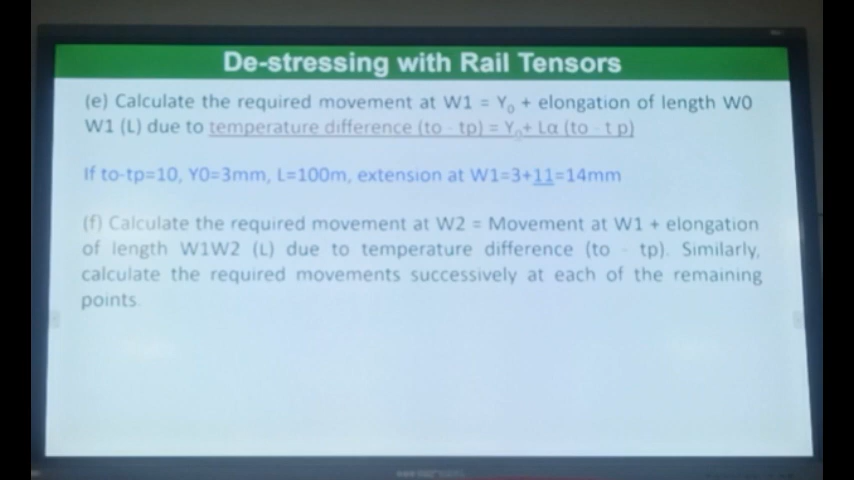 De-stressing with Rail Tensors
(e) Calculate the required movement at W1 = Y₀ + elongation of length W0
W1 (L) due to temperature difference (to - tp) = Y₀+ Lα (to - t p)
If to-tp=10, Y0=3mm, L=100m, extension at W1=3+11=14mm
(f) Calculate the required movement at W2 = Movement at W1 + elongation
of length W1W2 (L) due to temperature difference (to - tp). Similarly,
calculate the required movements successively at each of the remaining
points.